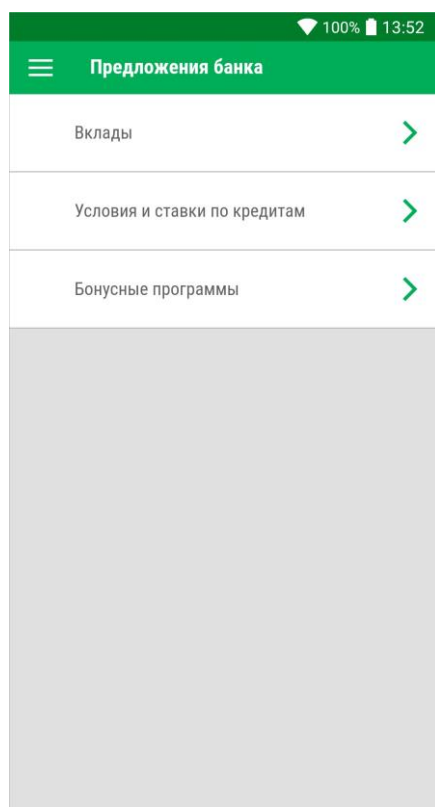 100% 13:52
Предложения банка
Вклады
Условия и ставки по кредитам
Бонусные программы